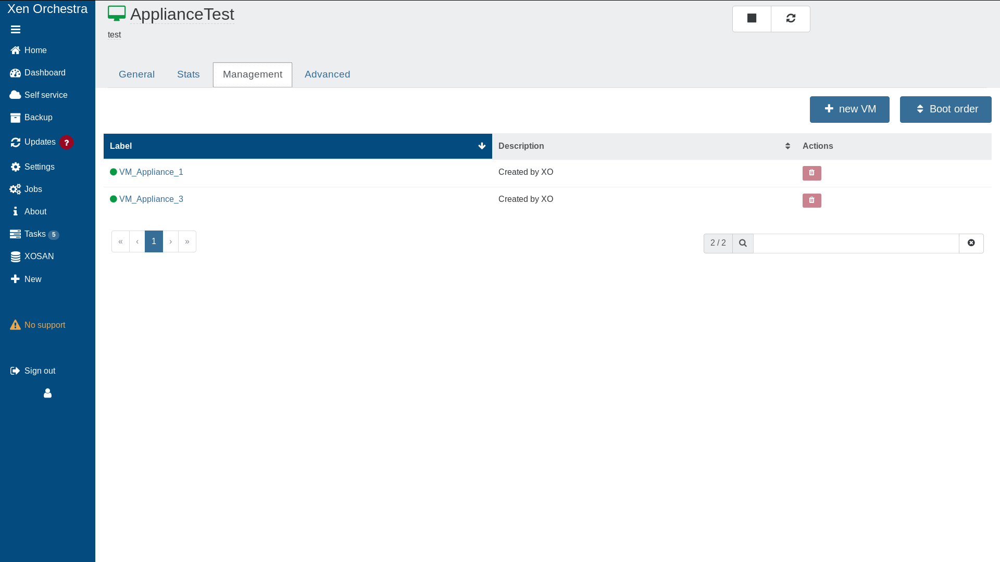 Xen Orchestra
Home
Dashboard
Self service
Backup
Updates ?
Settings
Jobs
About
Tasks 5
XOSAN
New
No support
Sign out
ApplianceTest
test
General Stats Management Advanced
new VM Boot order
Label Description Actions
VM_Appliance_1 Created by XO
VM_Appliance_3 Created by XO
« ‹ 1 › »
2 / 2